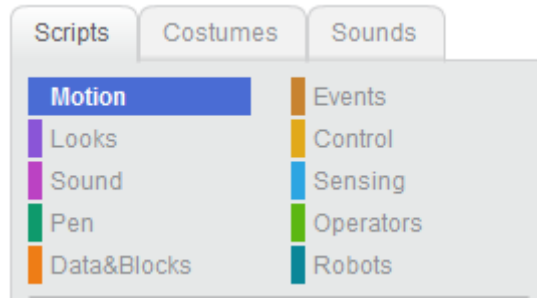 Scripts Costumes Sounds
Motion Events
Looks Control
Sound Sensing
Pen Operators
Data&Blocks Robots